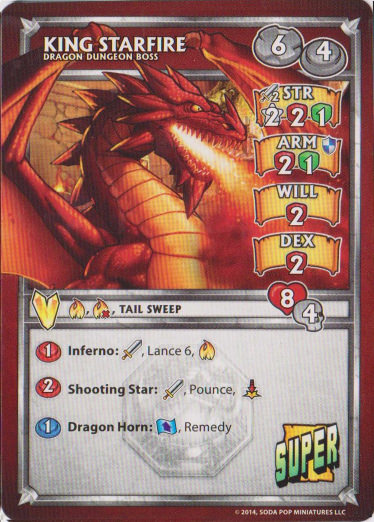 KING STARFIRE
DRAGON DUNGEON BOSS
6 4
2 STR
2 2 1
ARM
2 1
WILL
2
DEX
2
8
4
, , TAIL SWEEP
1 Inferno: , Lance 6,
2 Shooting Star: , Pounce,
1 Dragon Horn: , Remedy
SUPER
© 2014, SODA POP MINIATURES LLC